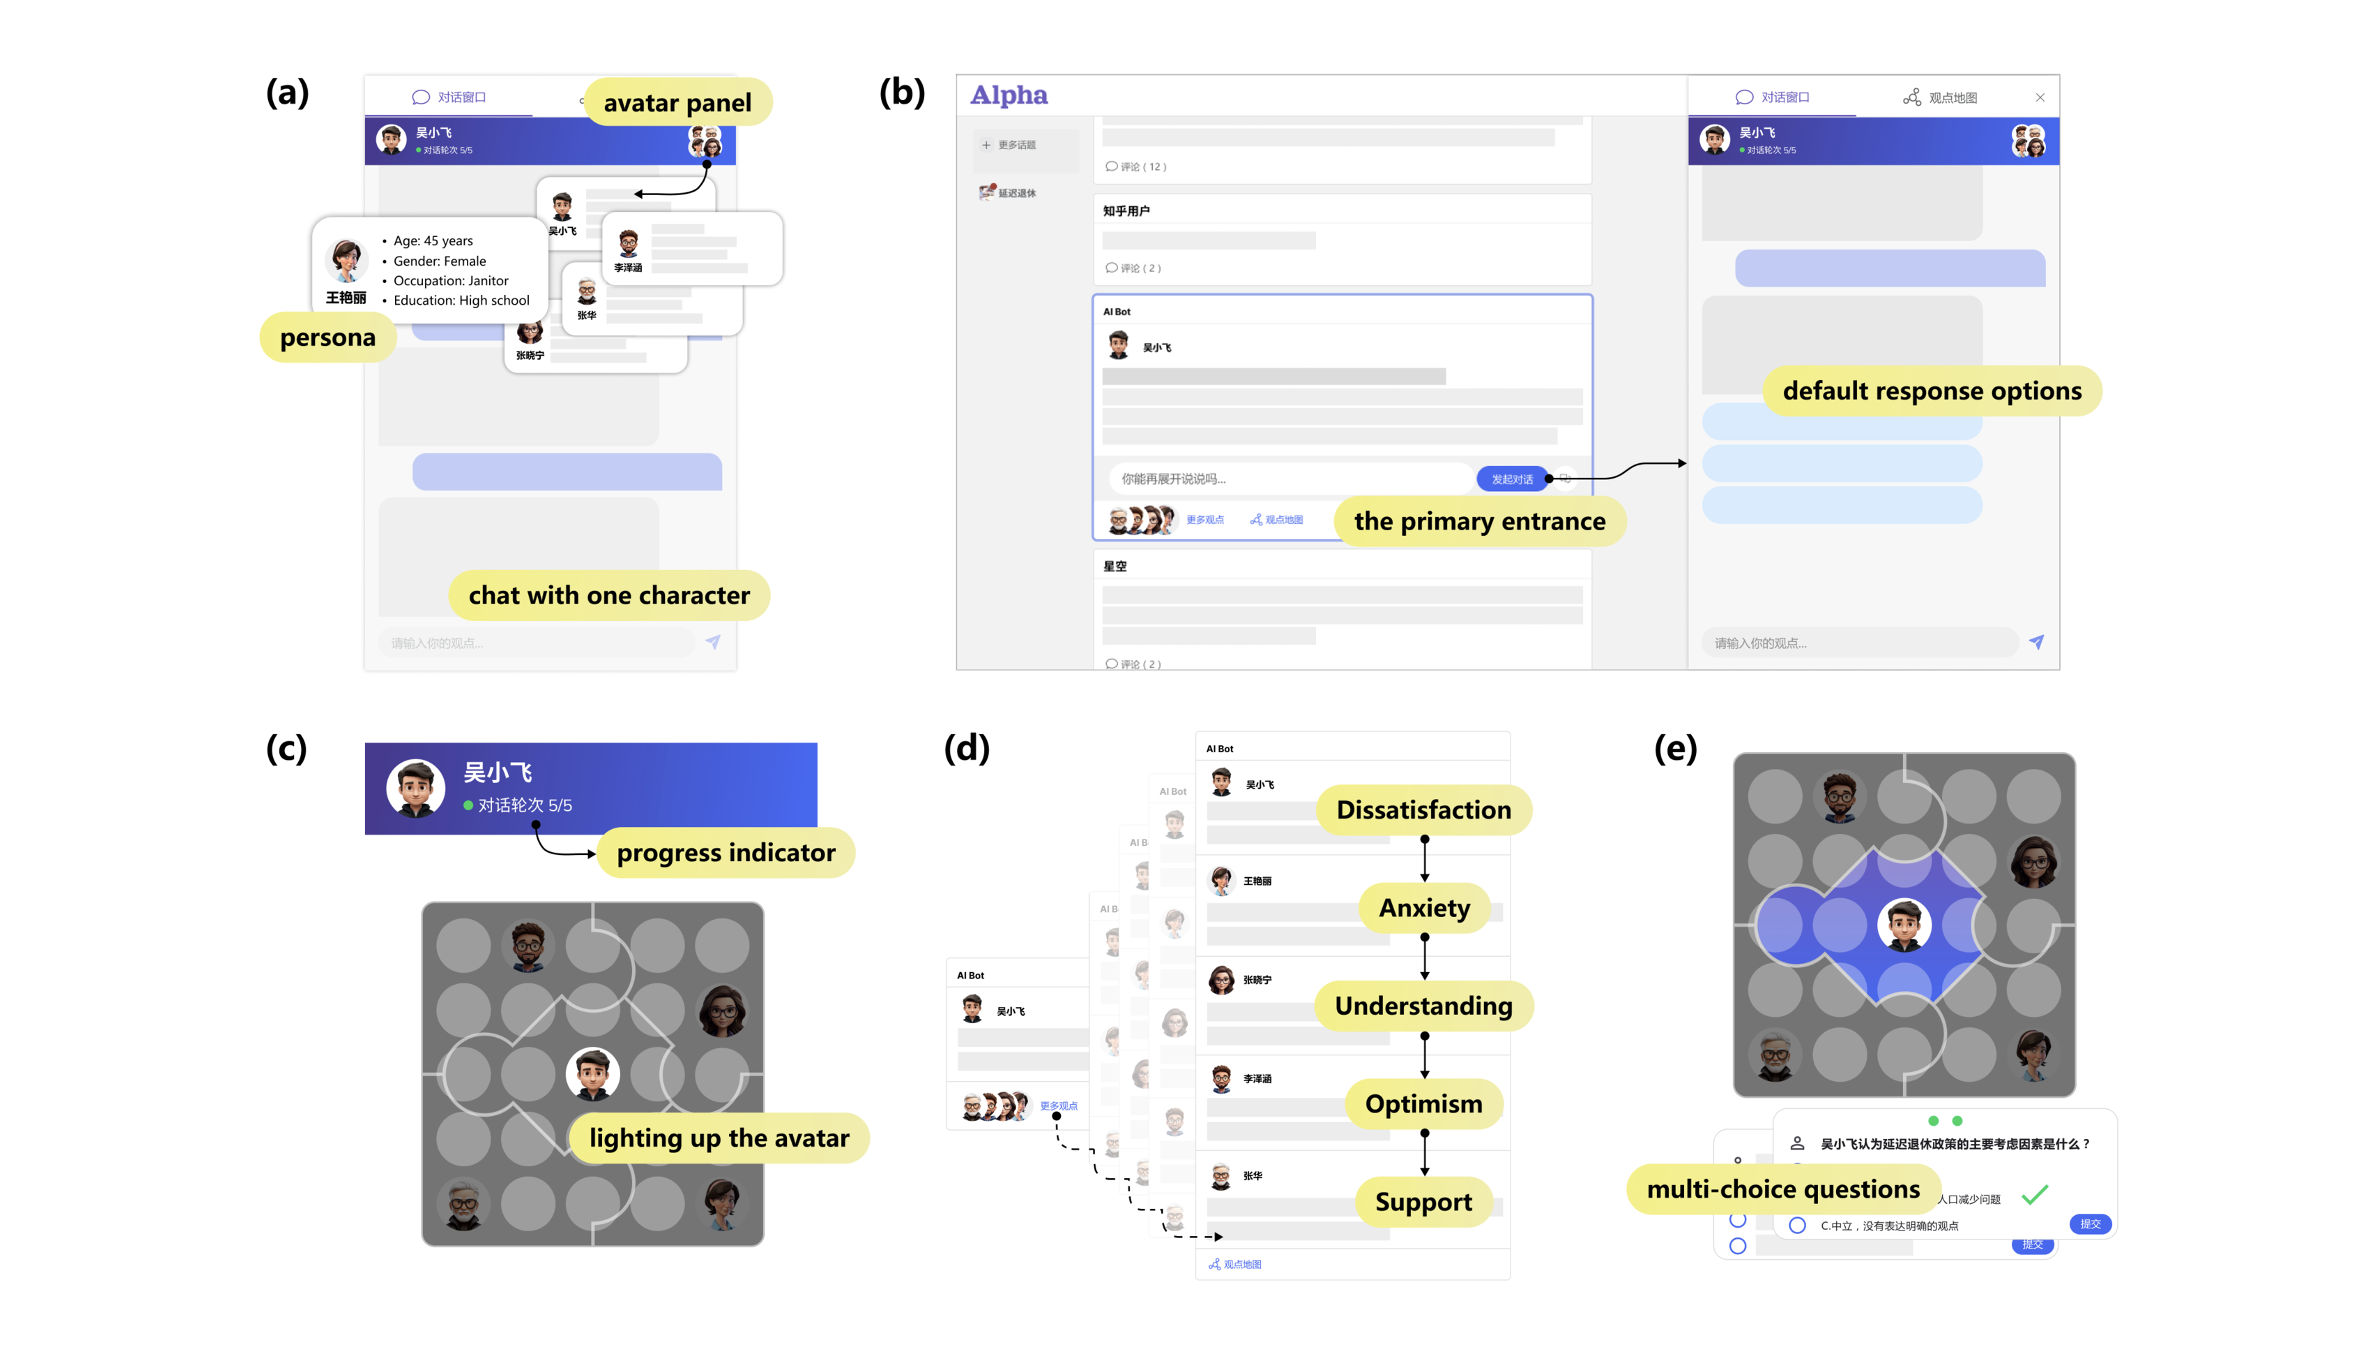 (a)
对话窗口
avatar panel
吴小飞
对话轮次 5/5
吴小飞
李泽涵
• Age: 45 years
• Gender: Female
• Occupation: Janitor
• Education: High school
王艳丽
张华
张晓宁
persona
chat with one character
请输入你的观点...
(b)
Alpha
+ 更多话题
延迟退休
评论 ( 12 )
知乎用户
评论 ( 2 )
AI Bot
吴小飞
你能再展开说说吗...
发起对话
更多观点
观点地图
the primary entrance
星空
评论 ( 2 )
对话窗口
观点地图
吴小飞
对话轮次 5/5
default response options
请输入你的观点...
(c)
吴小飞
对话轮次 5/5
progress indicator
lighting up the avatar
(d)
AI Bot
吴小飞
更多观点
AI B
AI B
AI Bot
AI Bot
吴小飞
Dissatisfaction
王艳丽
Anxiety
张晓宁
Understanding
李泽涵
Optimism
张华
Support
观点地图
(e)
吴小飞认为延迟退休政策的主要考虑因素是什么？
multi-choice questions
人口减少问题
C.中立，没有表达明确的观点
提交
提交